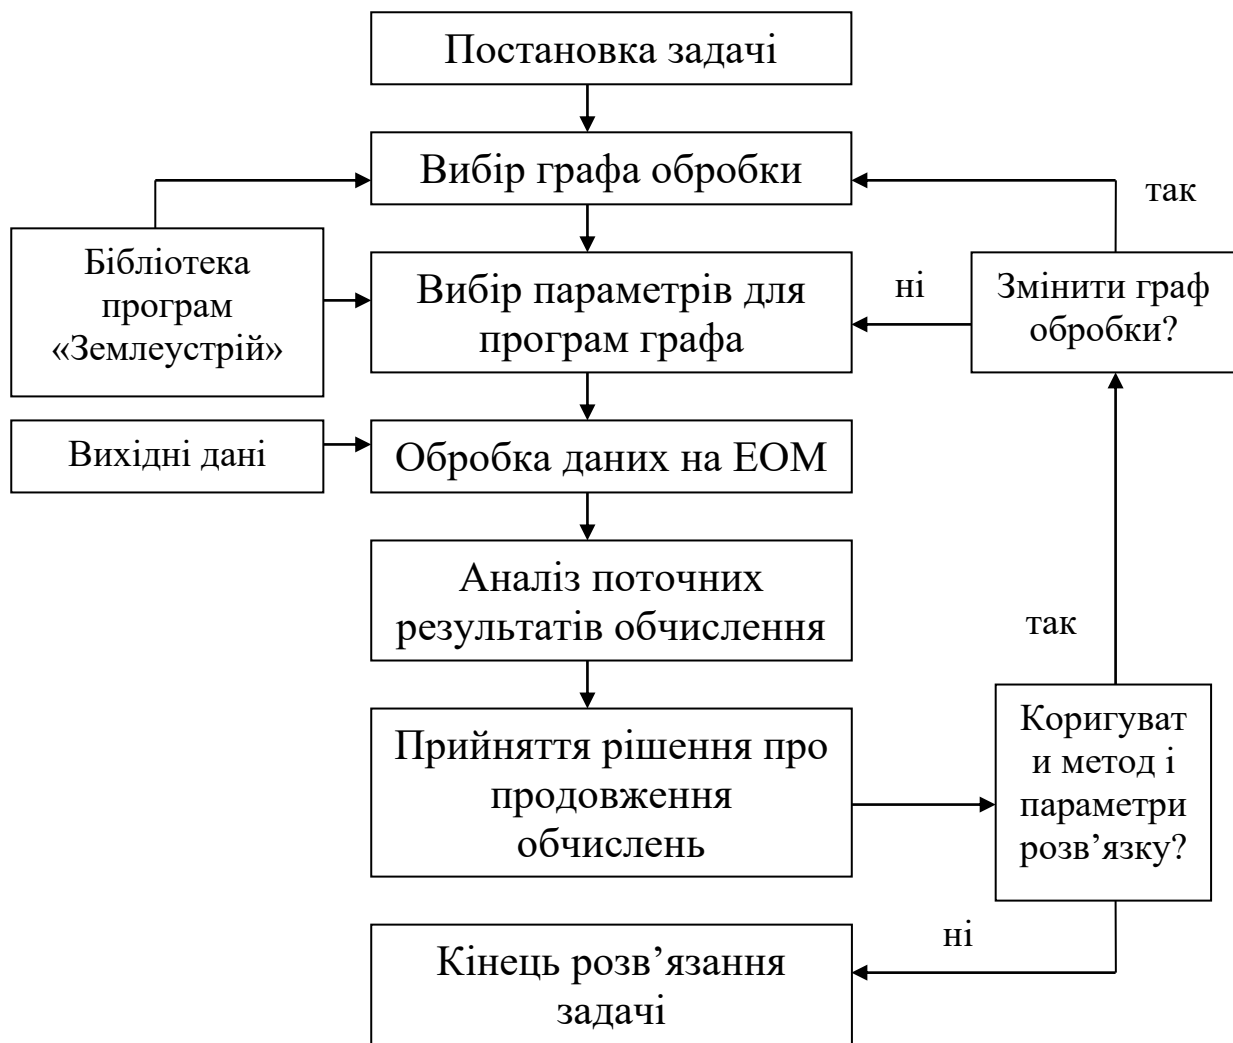 Постановка задачі
Вибір графа обробки
так
Бібліотека
програм
«Землеустрій»
Вибір параметрів для
програм графа
ні
Змінити граф
обробки?
Вихідні дані
Обробка даних на ЕОМ
Аналіз поточних
результатів обчислення
так
Прийняття рішення про
продовження
обчислень
Коригуват
и метод і
параметри
розв’язку?
ні
Кінець розв’язання
задачі